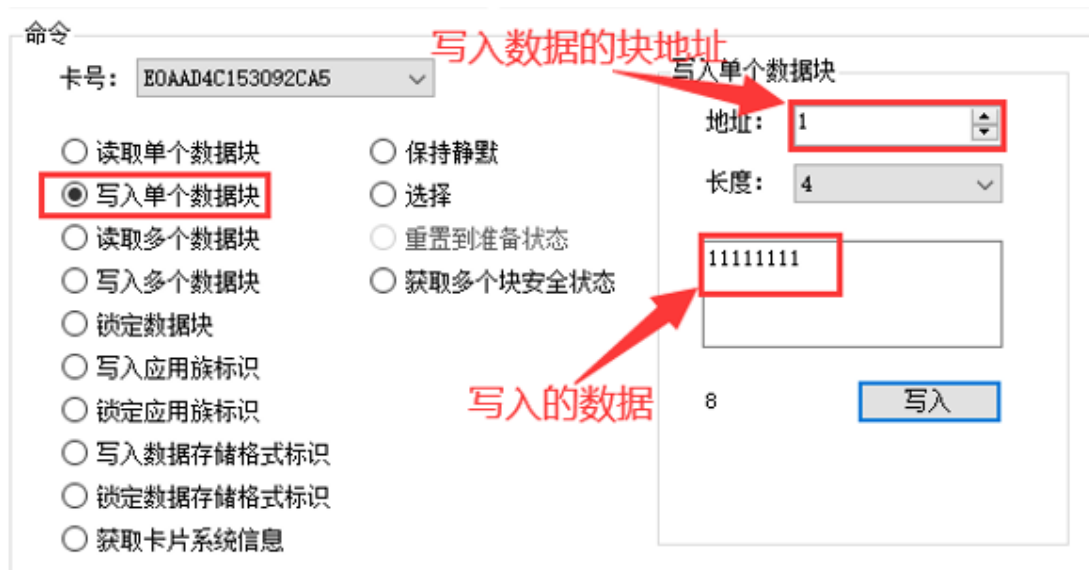 命令
写入数据的块地址
卡号： E0AAD4C153092CA5
读取单个数据块
写入单个数据块
读取多个数据块
写入多个数据块
锁定数据块
写入应用族标识
锁定应用族标识
写入数据存储格式标识
锁定数据存储格式标识
获取卡片系统信息
保持静默
选择
重置到准备状态
获取多个块安全状态
写入单个数据块
地址： 1
长度： 4
11111111
写入的数据
8
写入